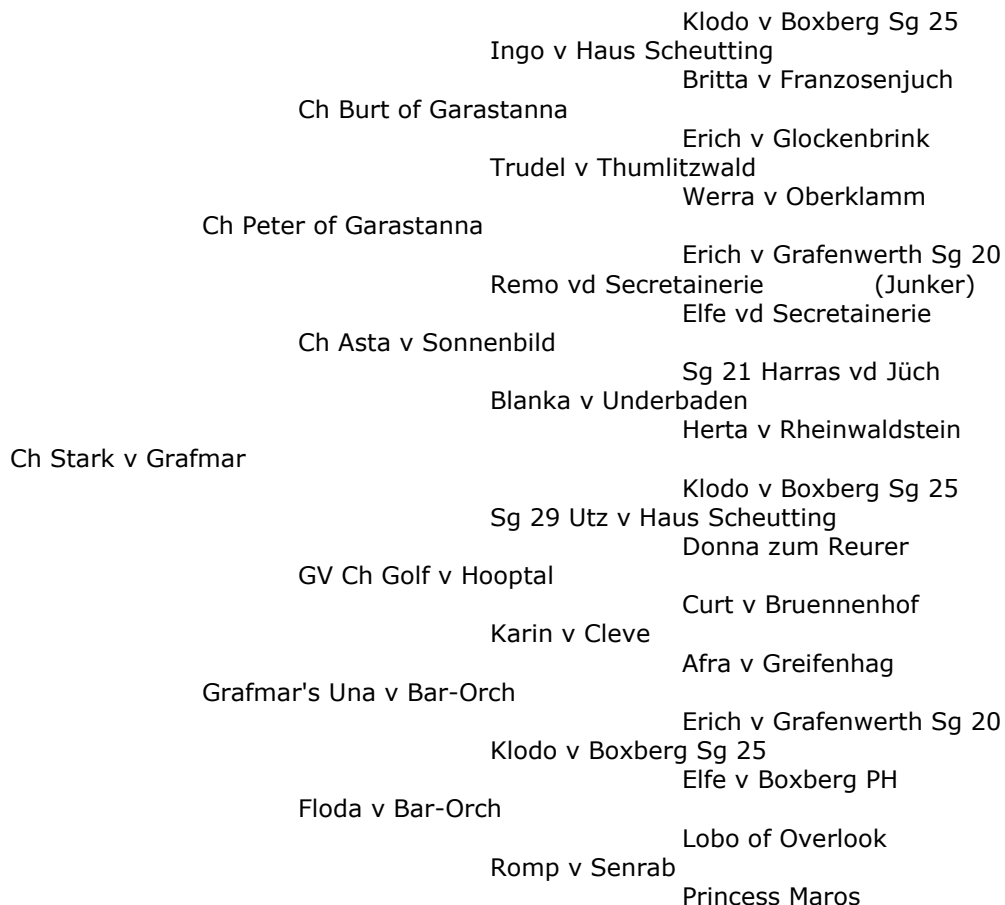 Klodo v Boxberg Sg 25
Ingo v Haus Scheutting
Britta v Franzosenjuch
Ch Burt of Garastanna
Erich v Glockenbrink
Trudel v Thumlitzwald
Werra v Oberklamm
Ch Peter of Garastanna
Erich v Grafenwerth Sg 20
Remo vd Secretainerie (Junker)
Elfe vd Secretainerie
Ch Asta v Sonnenbild
Sg 21 Harras vd Jüch
Blanka v Underbaden
Herta v Rheinwaldstein
Ch Stark v Grafmar
Klodo v Boxberg Sg 25
Sg 29 Utz v Haus Scheutting
Donna zum Reurer
GV Ch Golf v Hooptal
Curt v Bruennenhof
Karin v Cleve
Afra v Greifenhag
Grafmar's Una v Bar-Orch
Erich v Grafenwerth Sg 20
Klodo v Boxberg Sg 25
Elfe v Boxberg PH
Floda v Bar-Orch
Lobo of Overlook
Romp v Senrab
Princess Maros